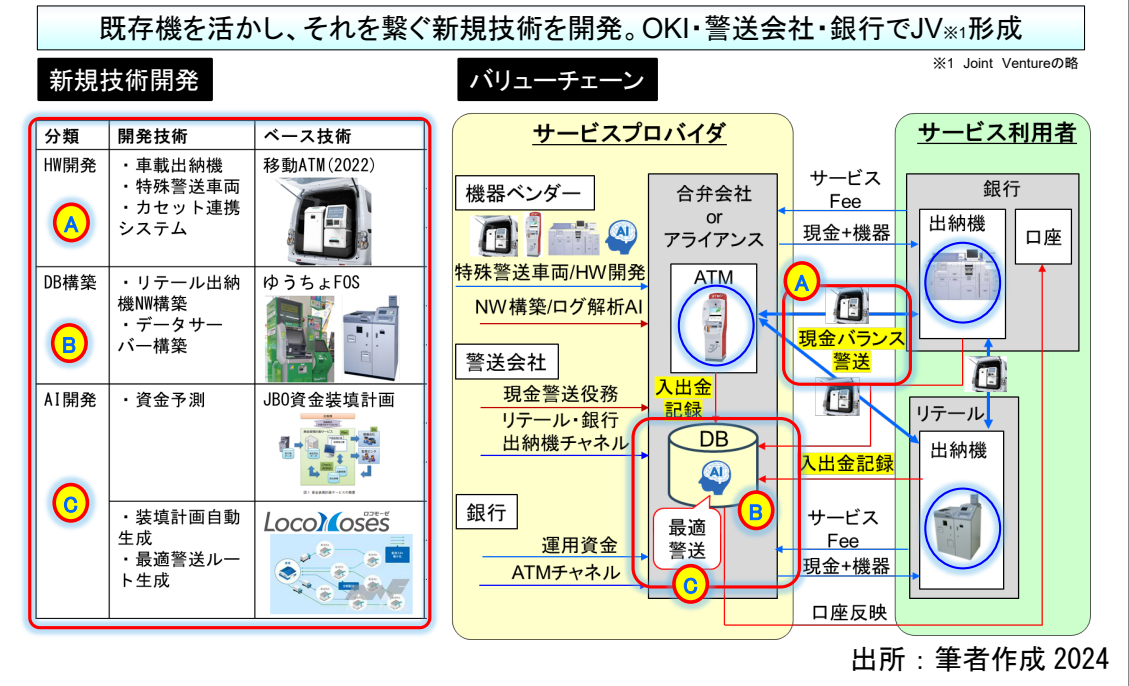 既存機を活かし、それを繋ぐ新規技術を開発。OKI・警送会社・銀行でJV※1形成
※1 Joint Ventureの略
新規技術開発
分類
開発技術
ベース技術
HW開発
A
・車載出納機
・特殊警送車両
・カセット連携
システム
移動ATM(2022)
DB構築
B
・リテール出納
機NW構築
・データサー
バー構築
ゆうちょFOS
AI開発
C
・資金予測
JBO資金装填計画
・装填計画自動
生成
・最適警送ルー
ト生成
ロコモーゼ
LocoMoses
バリューチェーン
サービスプロバイダ
サービス利用者
機器ベンダー
AI
特殊警送車両/HW開発
NW構築/ログ解析AI
警送会社
現金警送役務
リテール・銀行
出納機チャネル
銀行
運用資金
ATMチャネル
合弁会社
or
アライアンス
ATM
入出金
記録
DB
AI
B
最適
警送
C
サービス
Fee
現金+機器
A
現金バランス
警送
入出金記録
サービス
Fee
現金+機器
口座反映
銀行
出納機
口座
リテール
出納機
出所：筆者作成 2024